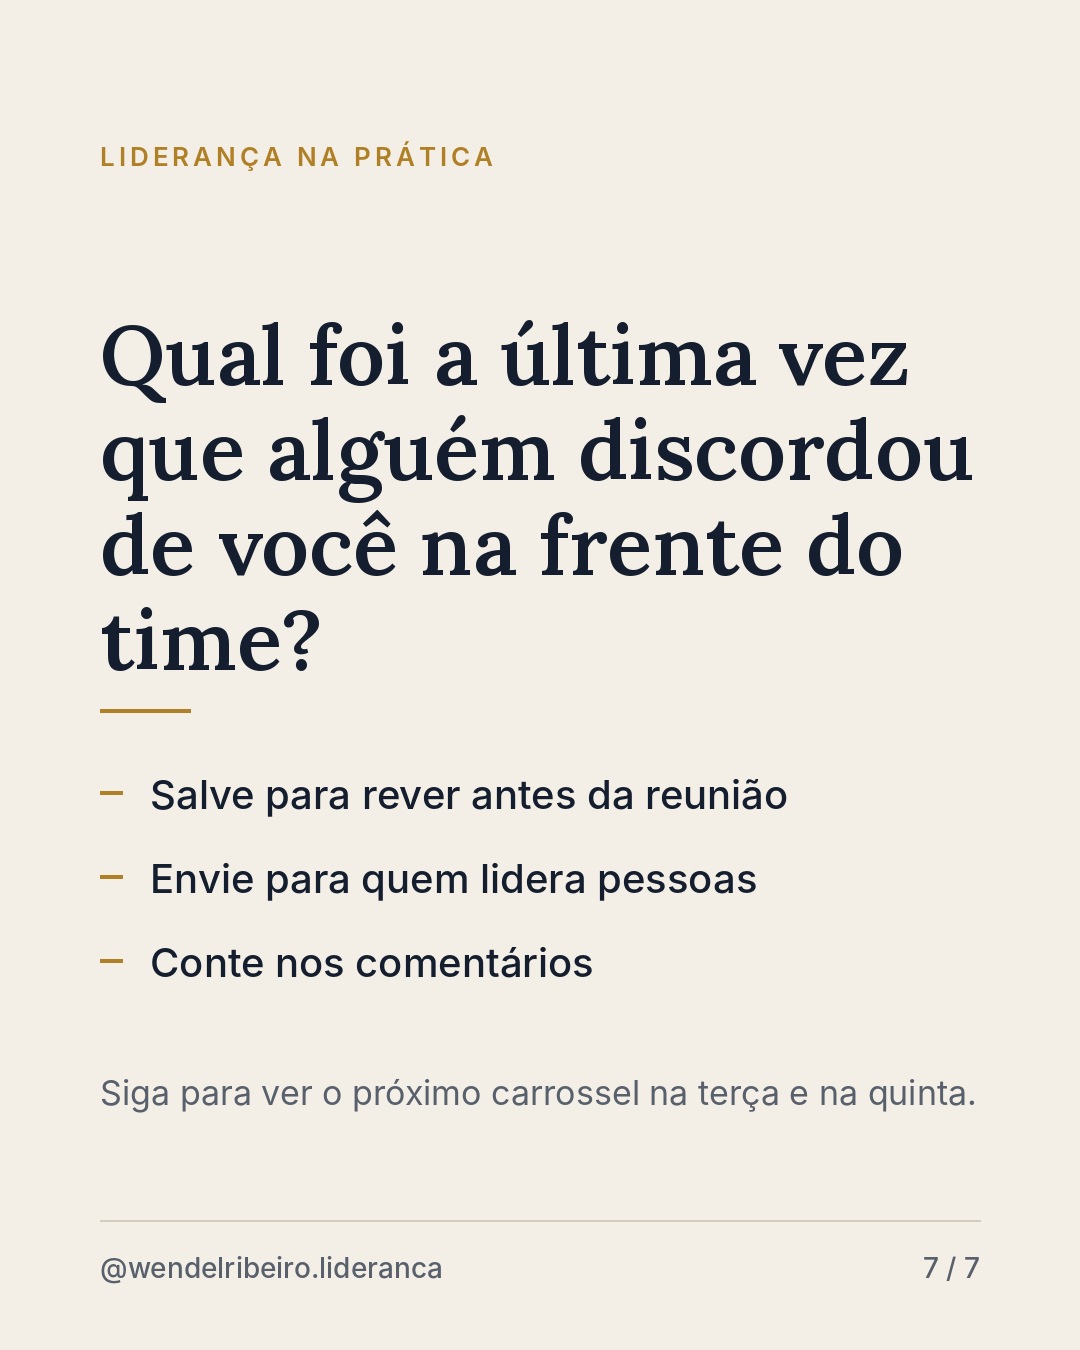 LIDERANÇA NA PRÁTICA
Qual foi a última vez
que alguém discordou
de você na frente do
time?
– Salve para rever antes da reunião
– Envie para quem lidera pessoas
– Conte nos comentários
Siga para ver o próximo carrossel na terça e na quinta.
@wendelribeiro.lideranca
7 / 7